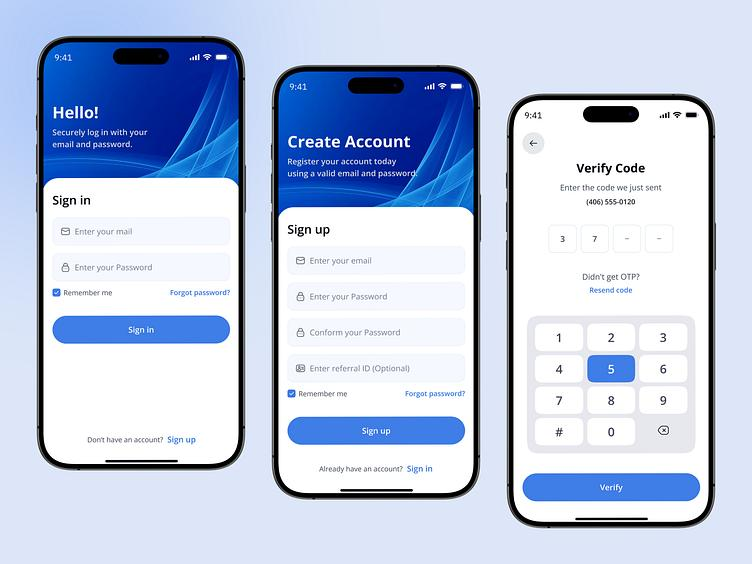 9:41
Hello!
Securely log in with your
email and password.
Sign in
Enter your mail
Enter your Password
Remember me
Forgot password?
Sign in
Don't have an account? Sign up
9:41
Create Account
Register your account today
using a valid email and password.
Sign up
Enter your email
Enter your Password
Conform your Password
Enter referral ID (Optional)
Remember me
Forgot password?
Sign up
Already have an account? Sign in
9:41
Verify Code
Enter the code we just sent
(406) 555-0120
3 7 – –
Didn't get OTP?
Resend code
1 2 3
4 5 6
7 8 9
# 0
Verify